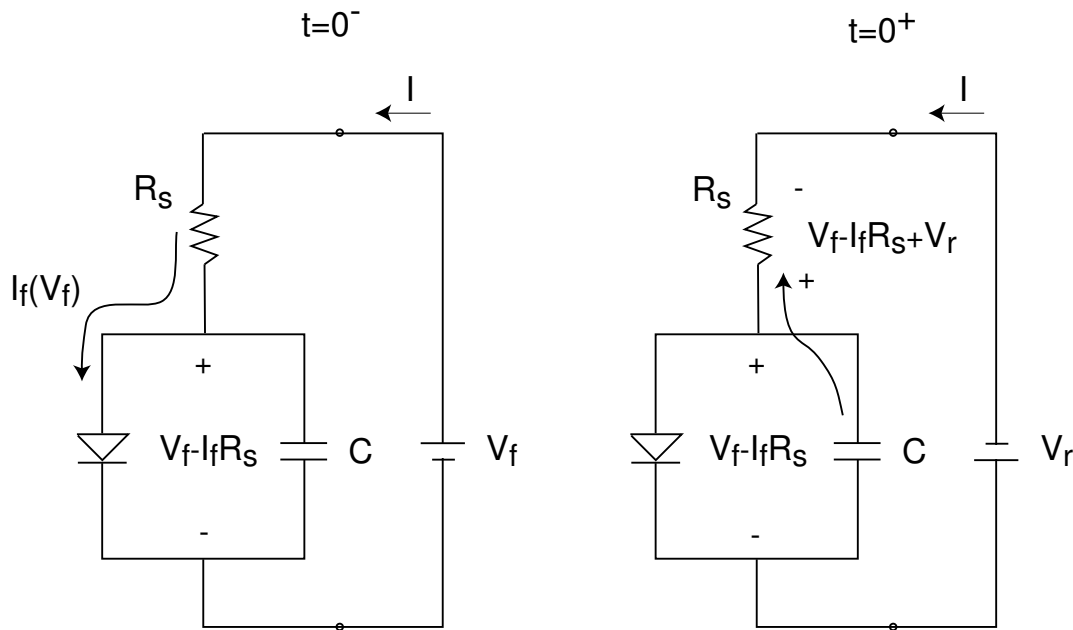 t=0⁻
t=0⁺
I
I
Rs
Rs
-
Vf-IfRs+Vr
If(Vf)
+
+
+
Vf-IfRs
C
Vf
Vf-IfRs
C
Vr
-
-